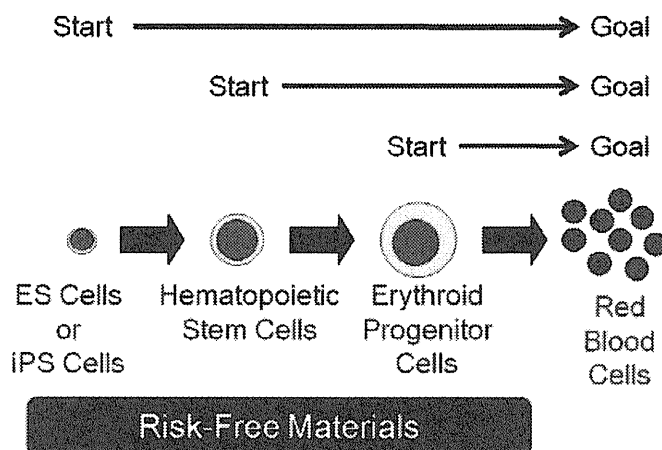 Start Goal
Start Goal
Start Goal
ES Cells
or
iPS Cells
Hematopoietic
Stem Cells
Erythroid
Progenitor
Cells
Red
Blood
Cells
Risk-Free Materials